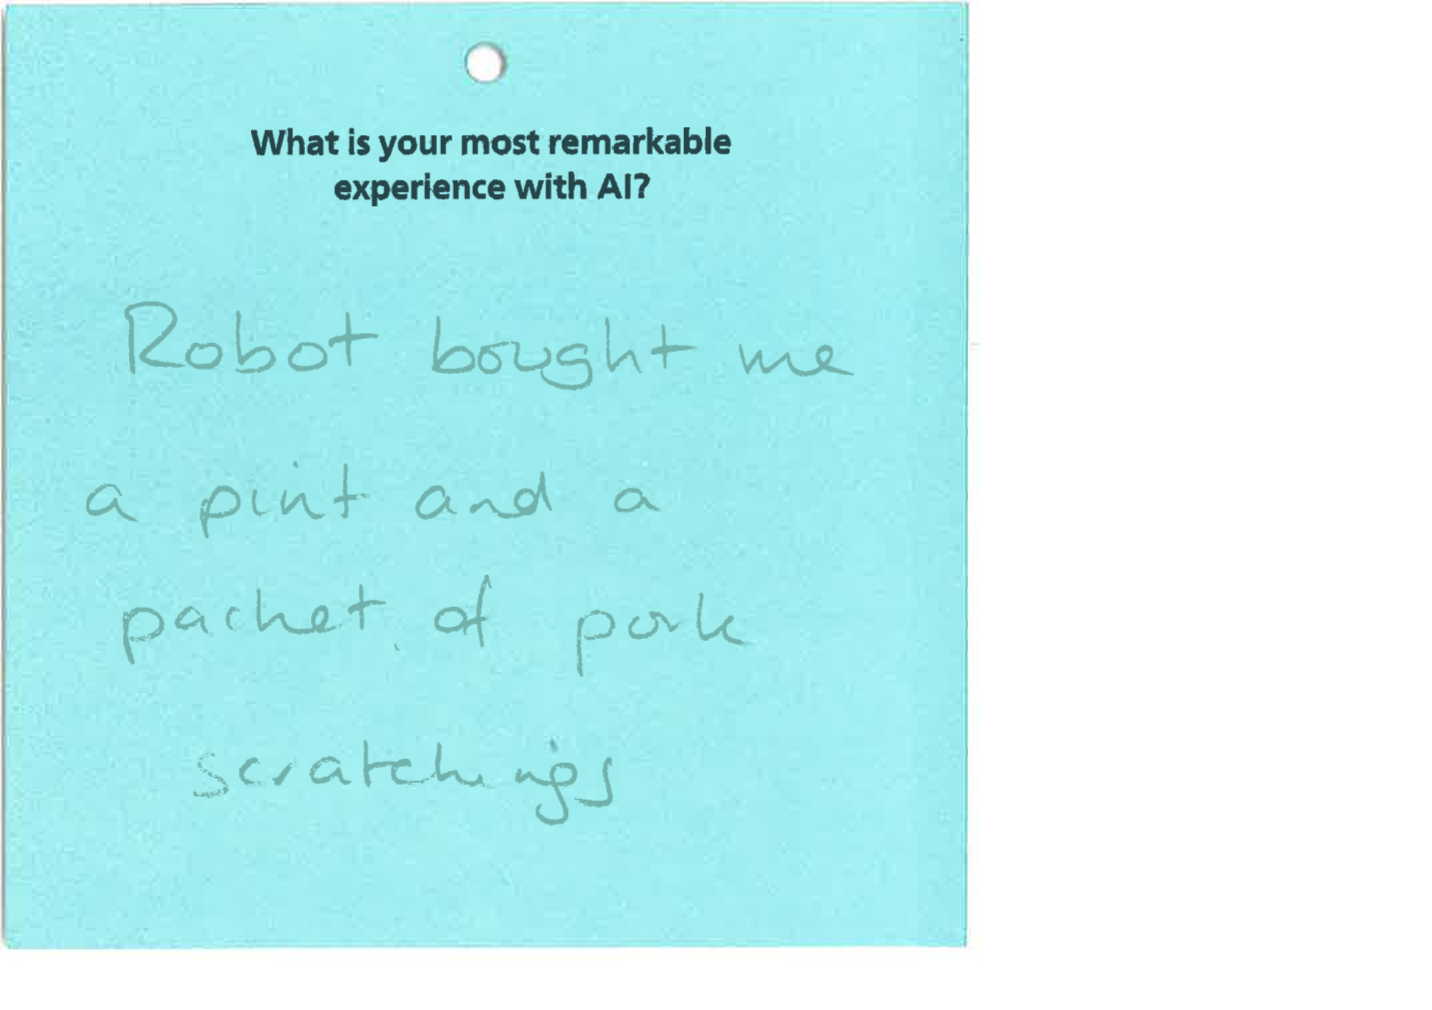 What is your most remarkable
experience with AI?
Robot bought me
a pint and a
packet of pork
scratchings